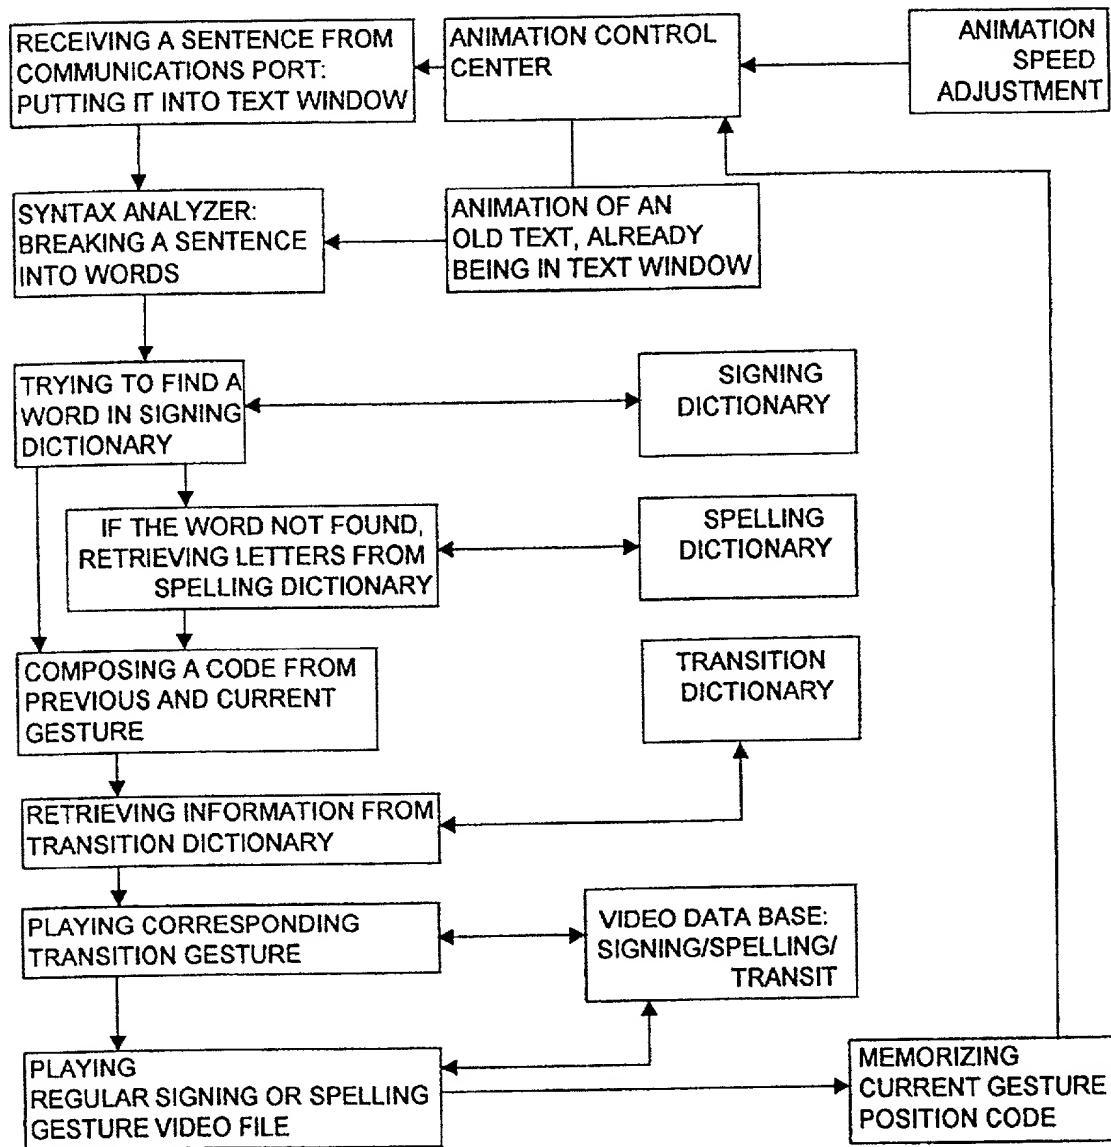 RECEIVING A SENTENCE FROM
COMMUNICATIONS PORT:
PUTTING IT INTO TEXT WINDOW
ANIMATION CONTROL
CENTER
ANIMATION
SPEED
ADJUSTMENT
SYNTAX ANALYZER:
BREAKING A SENTENCE
INTO WORDS
ANIMATION OF AN
OLD TEXT, ALREADY
BEING IN TEXT WINDOW
TRYING TO FIND A
WORD IN SIGNING
DICTIONARY
SIGNING
DICTIONARY
IF THE WORD NOT FOUND,
RETRIEVING LETTERS FROM
SPELLING DICTIONARY
SPELLING
DICTIONARY
COMPOSING A CODE FROM
PREVIOUS AND CURRENT
GESTURE
TRANSITION
DICTIONARY
RETRIEVING INFORMATION FROM
TRANSITION DICTIONARY
PLAYING CORRESPONDING
TRANSITION GESTURE
VIDEO DATA BASE:
SIGNING/SPELLING/
TRANSIT
PLAYING
REGULAR SIGNING OR SPELLING
GESTURE VIDEO FILE
MEMORIZING
CURRENT GESTURE
POSITION CODE